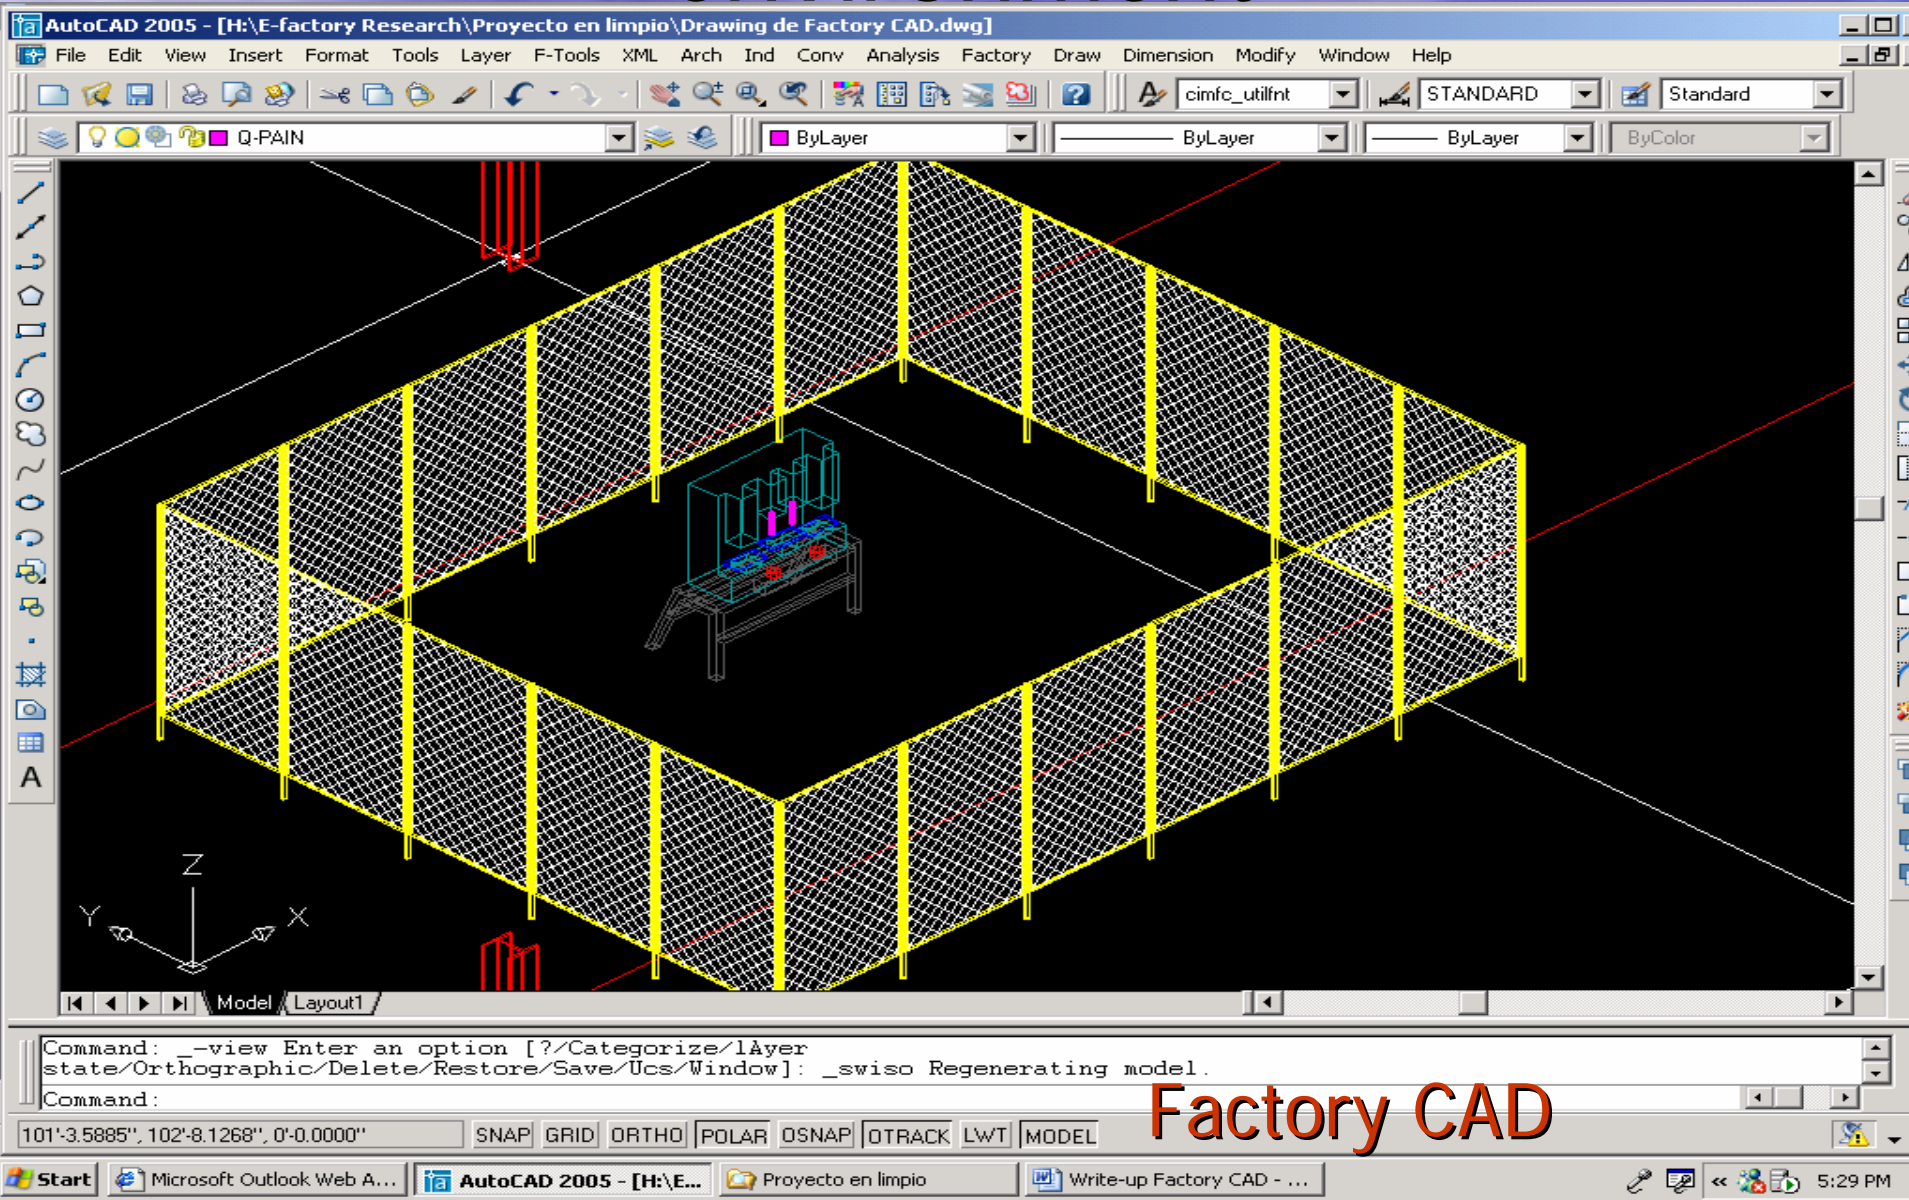 AutoCAD 2005 - [H:\E-factory Research\Proyecto en limpio\Drawing de Factory CAD.dwg]
File Edit View Insert Format Tools Layer F-Tools XML Arch Ind Conv Analysis Factory Draw Dimension Modify Window Help
cimfc_utilfnt STANDARD Standard
Q-PAIN ByLayer ByLayer ByLayer ByColor
A
Z
Y X
Model Layout1
Command: _-view Enter an option [?/Categorize/lAyer
state/Orthographic/Delete/Restore/Save/Ucs/Window]: _swiso Regenerating model.
Command:
Factory CAD
101'-3.5885", 102'-8.1268", 0'-0.0000" SNAP GRID ORTHO POLAR OSNAP OTRACK LWT MODEL
Start Microsoft Outlook Web A... AutoCAD 2005 - [H:\E... Proyecto en limpio Write-up Factory CAD - ... « 5:29 PM